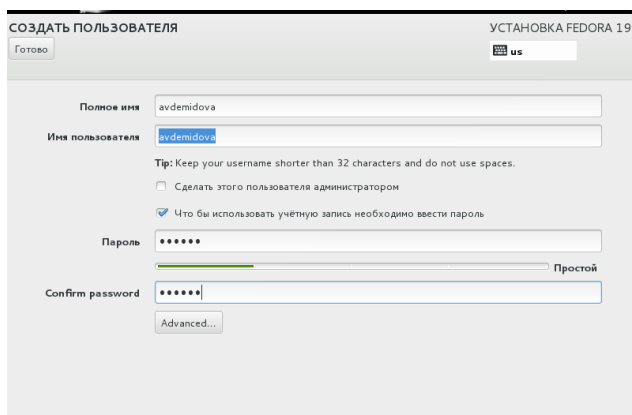 СОЗДАТЬ ПОЛЬЗОВАТЕЛЯ
УСТАНОВКА FEDORA 19
Готово
us
Полное имя
avdemidova
Имя пользователя
avdemidova
Tip: Keep your username shorter than 32 characters and do not use spaces.
Сделать этого пользователя администратором
Что бы использовать учётную запись необходимо ввести пароль
Пароль
••••••
Простой
Confirm password
••••••
Advanced...